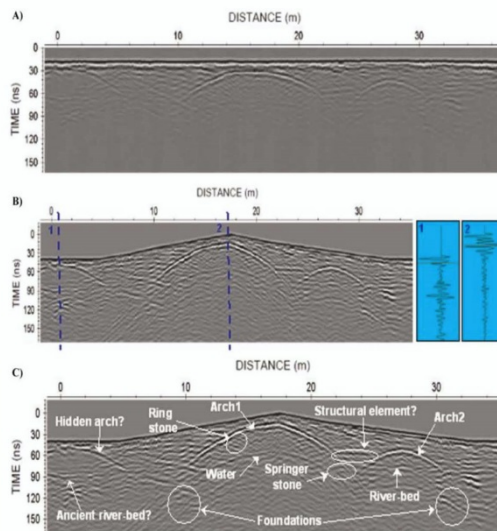 A)
DISTANCE (m)
0 10 20 30
TIME (ns)
0
30
60
90
120
150
B)
DISTANCE (m)
0 10 20 30
1 2
TIME (ns)
0
30
60
90
120
150
1 2
C)
DISTANCE (m)
0 10 20 30
TIME (ns)
0
30
60
90
120
150
Hidden arch?
Ring
stone
Arch1
Structural element?
Arch2
Water
Springer
stone
River-bed
Ancient river-bed?
Foundations